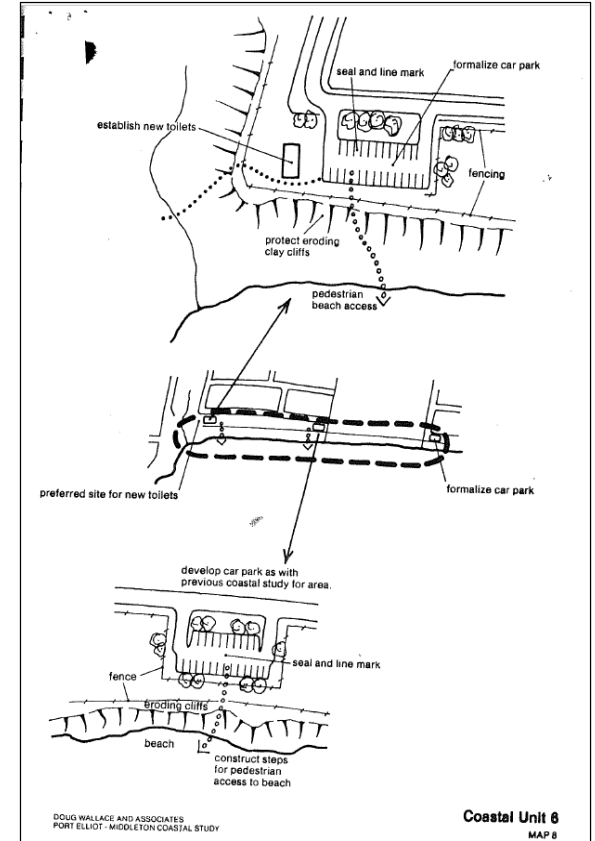 formalize car park
seal and line mark
establish new toilets
fencing
protect eroding
clay cliffs
pedestrian
beach access
preferred site for new toilets
formalize car park
develop car park as with
previous coastal study for area.
seal and line mark
fence
eroding cliffs
beach
construct steps
for pedestrian
access to beach
DOUG WALLACE AND ASSOCIATES
PORT ELLIOT - MIDDLETON COASTAL STUDY
Coastal Unit 6
MAP 8